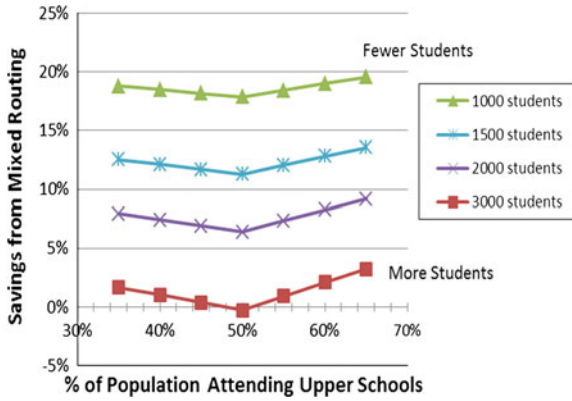 25%
Fewer Students
20%
15%
10%
5%
0%
-5%
Savings from Mixed Routing
1000 students
1500 students
2000 students
3000 students
More Students
30% 40% 50% 60% 70%
% of Population Attending Upper Schools